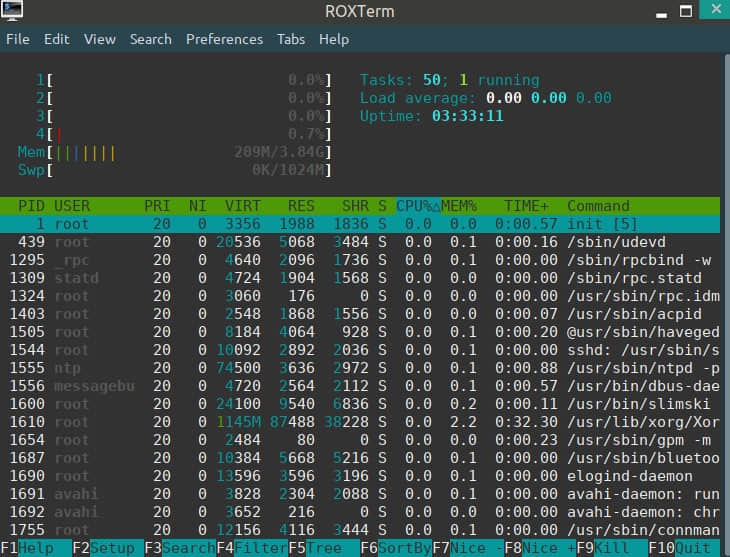 ROXTerm
File Edit View Search Preferences Tabs Help
1[ 0.0%] Tasks: 50; 1 running
2[ 0.0%] Load average: 0.00 0.00 0.00
3[ 0.0%] Uptime: 03:33:11
4[| 0.7%]
Mem[||||||| 209M/3.84G]
Swp[ 0K/1024M]
PID USER PRI NI VIRT RES SHR S CPU%△MEM% TIME+ Command
1 root 20 0 3356 1988 1836 S 0.0 0.0 0:00.57 init [5]
439 root 20 0 20536 5068 3484 S 0.0 0.1 0:00.16 /sbin/udevd
1295 _rpc 20 0 4640 2096 1736 S 0.0 0.1 0:00.00 /sbin/rpcbind -w
1309 statd 20 0 4724 1904 1568 S 0.0 0.0 0:00.00 /sbin/rpc.statd
1324 root 20 0 3060 176 0 S 0.0 0.0 0:00.00 /usr/sbin/rpc.idm
1403 root 20 0 2548 1868 1556 S 0.0 0.0 0:00.07 /usr/sbin/acpid
1505 root 20 0 8184 4064 928 S 0.0 0.1 0:00.20 @usr/sbin/haveged
1544 root 20 0 10092 2892 2036 S 0.0 0.1 0:00.00 sshd: /usr/sbin/s
1555 ntp 20 0 74500 3636 2972 S 0.0 0.1 0:00.88 /usr/sbin/ntpd -p
1556 messagebu 20 0 4720 2564 2112 S 0.0 0.1 0:00.57 /usr/bin/dbus-dae
1600 root 20 0 24100 9540 6836 S 0.0 0.2 0:00.11 /usr/bin/slimski
1610 root 20 0 1145M 87488 38228 S 0.0 2.2 0:32.30 /usr/lib/xorg/Xor
1654 root 20 0 2484 80 0 S 0.0 0.0 0:00.23 /usr/sbin/gpm -m
1687 root 20 0 10384 5668 5216 S 0.0 0.1 0:00.00 /usr/sbin/bluetoo
1690 root 20 0 13596 3596 3196 S 0.0 0.1 0:00.00 elogind-daemon
1691 avahi 20 0 3828 2304 2088 S 0.0 0.1 0:00.00 avahi-daemon: run
1692 avahi 20 0 3652 216 0 S 0.0 0.0 0:00.00 avahi-daemon: chr
1755 root 20 0 12156 4116 3444 S 0.0 0.1 0:00.00 /usr/sbin/connman
F1Help F2Setup F3SearchF4FilterF5Tree F6SortByF7Nice -F8Nice +F9Kill F10Quit